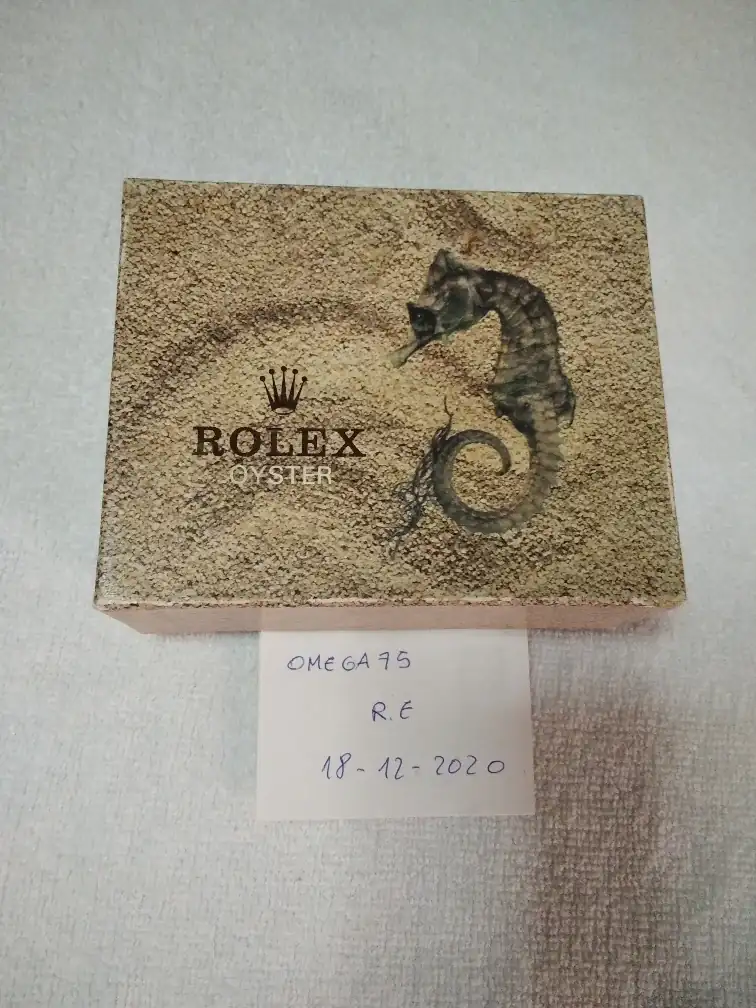 ROLEX
OYSTER
OMEGA75
R.E
18-12-2020